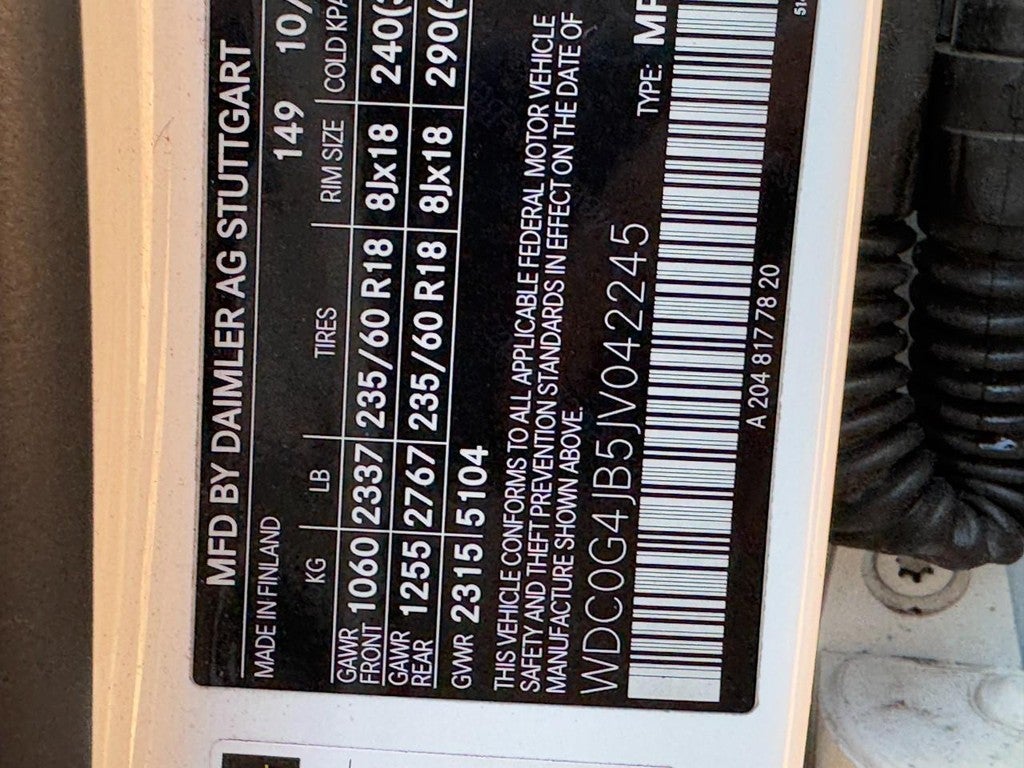 MFD BY DAIMLER AG STUTTGART
MADE IN FINLAND 149 10/
KG LB TIRES RIM SIZE COLD KPA
GAWR FRONT 1060 2337 235/60 R18 8Jx18 240(
GAWR REAR 1255 2767 235/60 R18 8Jx18 290(
GVWR 2315 5104
THIS VEHICLE CONFORMS TO ALL APPLICABLE FEDERAL MOTOR VEHICLE
SAFETY AND THEFT PREVENTION STANDARDS IN EFFECT ON THE DATE OF
MANUFACTURE SHOWN ABOVE.
WDC0G4JB5JV042245 TYPE:
A 204 817 78 20